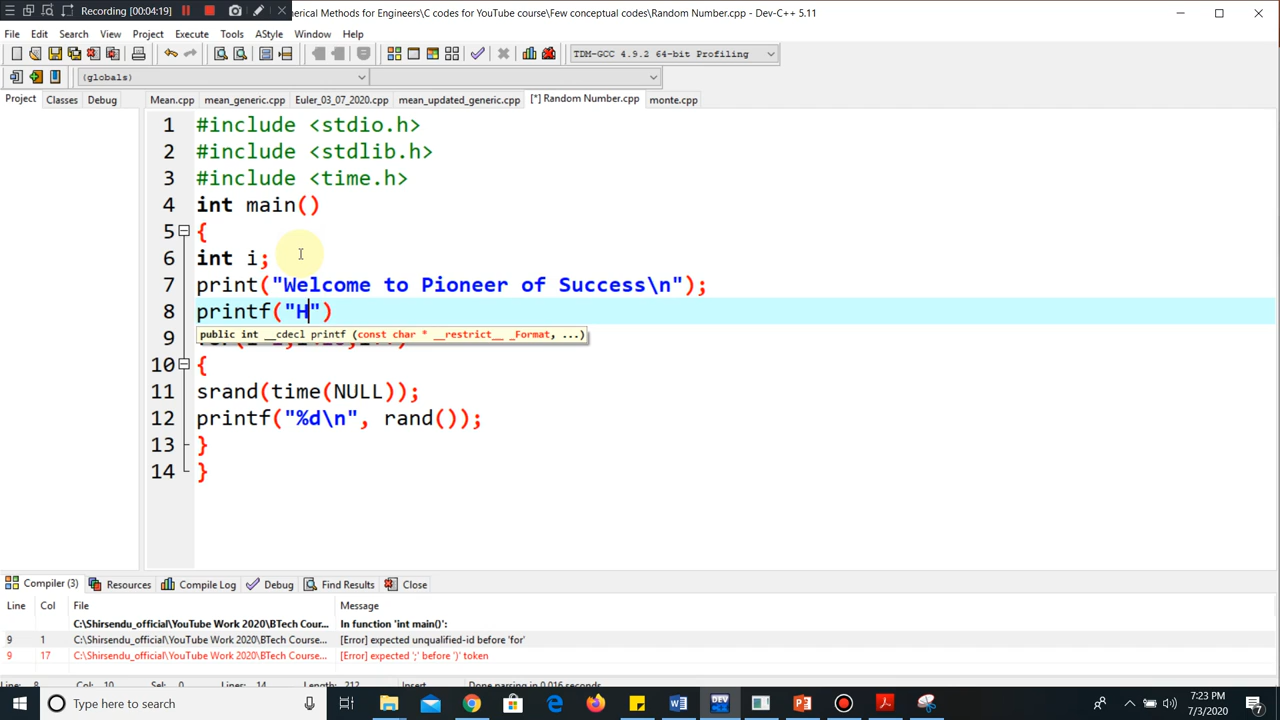 Recording [00:04:19]
erical Methods for Engineers\C codes for YouTube course\Few conceptual codes\Random Number.cpp - Dev-C++ 5.11
File Edit Search View Project Execute Tools AStyle Window Help
TDM-GCC 4.9.2 64-bit Profiling
(globals)
Project Classes Debug Mean.cpp mean_generic.cpp Euler_03_07_2020.cpp mean_updated_generic.cpp [*] Random Number.cpp monte.cpp
1 #include <stdio.h>
2 #include <stdlib.h>
3 #include <time.h>
4 int main()
5 {
6 int i;
7 print("Welcome to Pioneer of Success\n");
8 printf("H")
public int __cdecl printf (const char * __restrict__ _Format, ...)
9
10 {
11 srand(time(NULL));
12 printf("%d\n", rand());
13 }
14 }
Compiler (3) Resources Compile Log Debug Find Results Close
Line Col File Message
C:\Shirsendu_official\YouTube Work 2020\BTech Cour... In function 'int main()':
9 1 C:\Shirsendu_official\YouTube Work 2020\BTech Course... [Error] expected unqualified-id before 'for'
9 17 C:\Shirsendu_official\YouTube Work 2020\BTech Course... [Error] expected ';' before ')' token
Line: 8 Col: 10 Sel: 0 Lines: 14 Length: 212 Insert Done parsing in 0.016 seconds
Type here to search
7:23 PM
7/3/2020
7